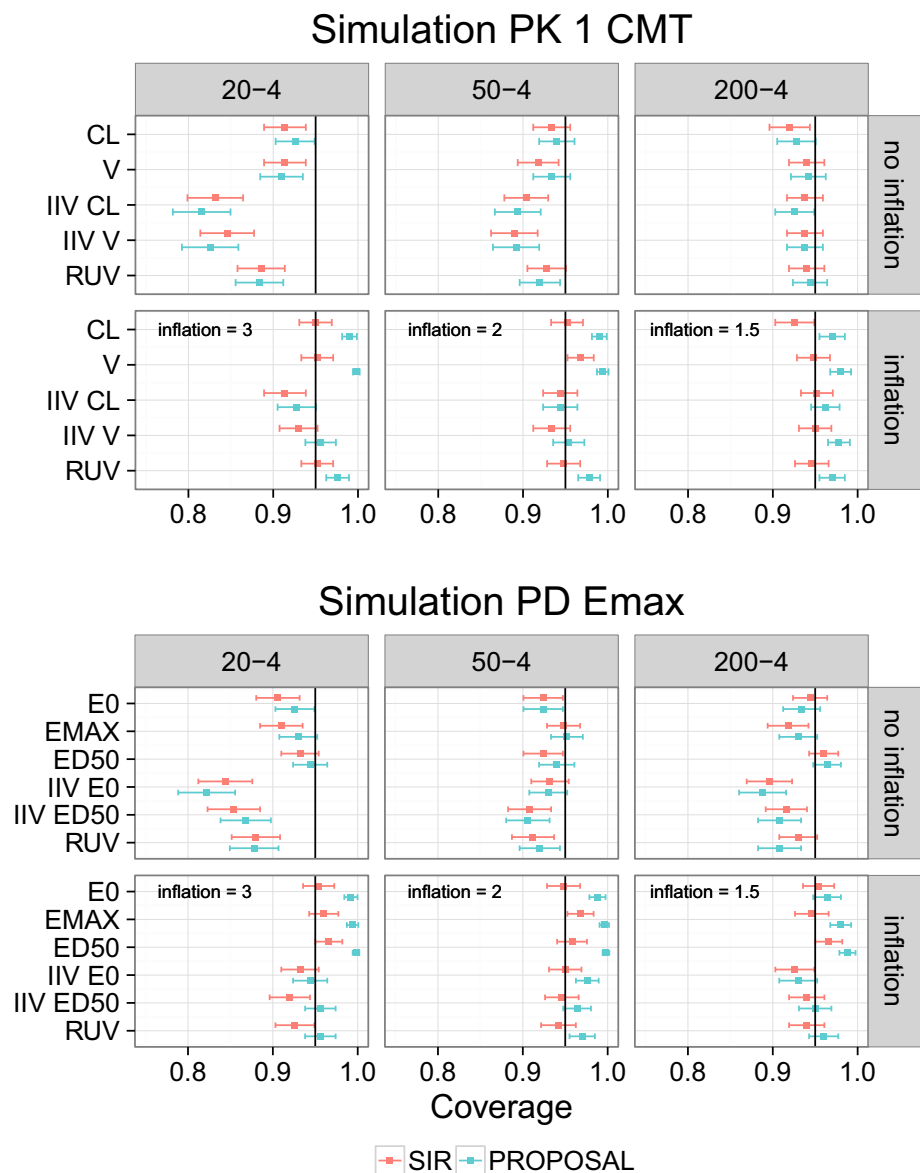 Simulation PK 1 CMT
20−4 50−4 200−4
CL
V
IIV CL
IIV V
RUV
no inflation
inflation = 3 inflation = 2 inflation = 1.5
CL
V
IIV CL
IIV V
RUV
inflation
0.8 0.9 1.0 0.8 0.9 1.0 0.8 0.9 1.0
Simulation PD Emax
20−4 50−4 200−4
E0
EMAX
ED50
IIV E0
IIV ED50
RUV
no inflation
inflation = 3 inflation = 2 inflation = 1.5
E0
EMAX
ED50
IIV E0
IIV ED50
RUV
inflation
0.8 0.9 1.0 0.8 0.9 1.0 0.8 0.9 1.0
Coverage
SIR PROPOSAL